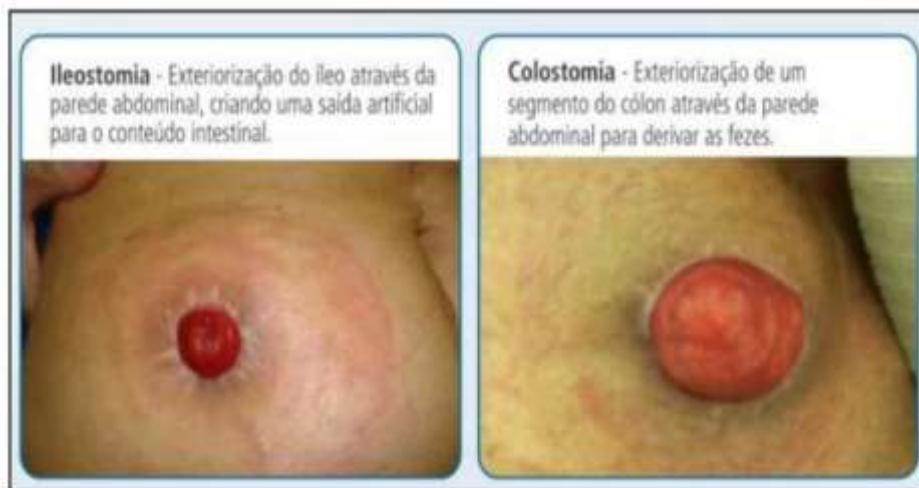 Ileostomia - Exteriorização do íleo através da
parede abdominal, criando uma saída artificial
para o conteúdo intestinal.
Colostomia - Exteriorização de um
segmento do cólon através da parede
abdominal para derivar as fezes.